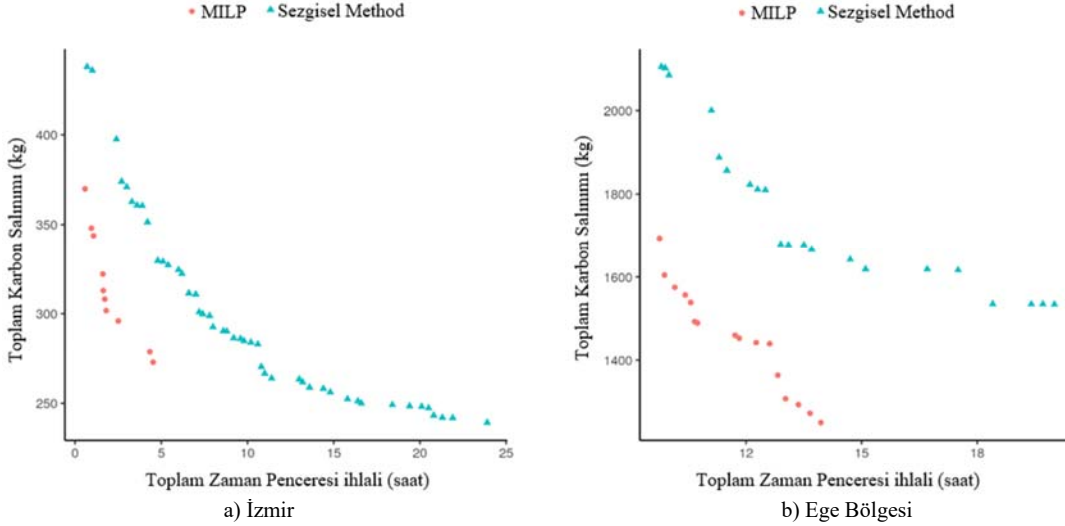 MILP Sezgisel Method
Toplam Karbon Salınımı (kg)
400
350
300
250
0 5 10 15 20 25
Toplam Zaman Penceresi ihlali (saat)
a) İzmir
MILP Sezgisel Method
Toplam Karbon Salınımı (kg)
2000
1800
1600
1400
12 15 18
Toplam Zaman Penceresi ihlali (saat)
b) Ege Bölgesi